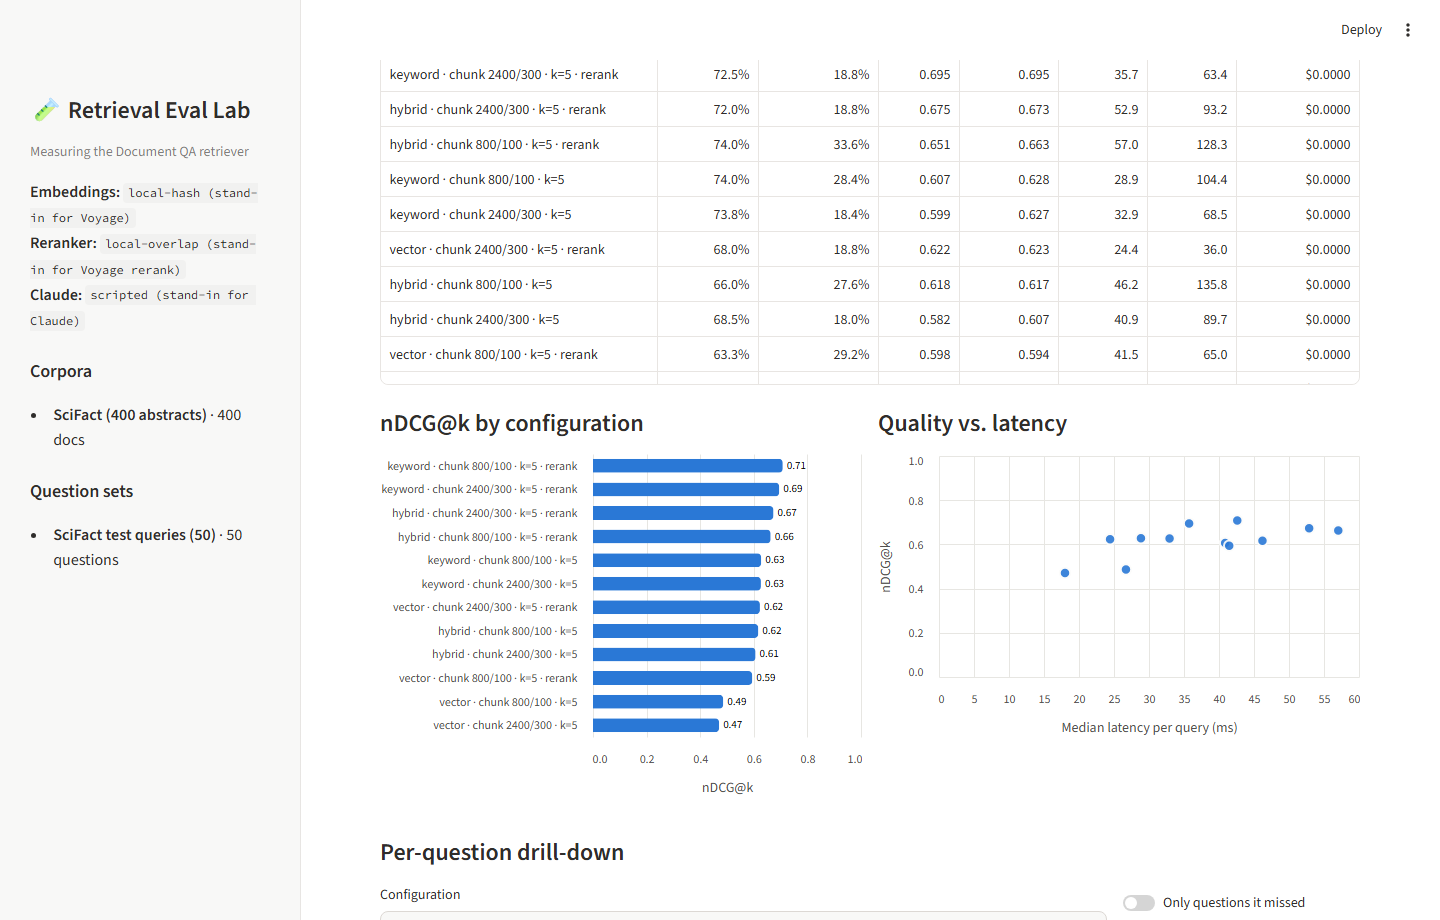 Deploy
🧪 Retrieval Eval Lab
Measuring the Document QA retriever
Embeddings: local-hash (stand-
in for Voyage)
Reranker: local-overlap (stand-
in for Voyage rerank)
Claude: scripted (stand-in for
Claude)
Corpora
SciFact (400 abstracts) · 400
docs
Question sets
SciFact test queries (50) · 50
questions
keyword · chunk 2400/300 · k=5 · rerank 72.5% 18.8% 0.695 0.695 35.7 63.4 $0.0000
hybrid · chunk 2400/300 · k=5 · rerank 72.0% 18.8% 0.675 0.673 52.9 93.2 $0.0000
hybrid · chunk 800/100 · k=5 · rerank 74.0% 33.6% 0.651 0.663 57.0 128.3 $0.0000
keyword · chunk 800/100 · k=5 74.0% 28.4% 0.607 0.628 28.9 104.4 $0.0000
keyword · chunk 2400/300 · k=5 73.8% 18.4% 0.599 0.627 32.9 68.5 $0.0000
vector · chunk 2400/300 · k=5 · rerank 68.0% 18.8% 0.622 0.623 24.4 36.0 $0.0000
hybrid · chunk 800/100 · k=5 66.0% 27.6% 0.618 0.617 46.2 135.8 $0.0000
hybrid · chunk 2400/300 · k=5 68.5% 18.0% 0.582 0.607 40.9 89.7 $0.0000
vector · chunk 800/100 · k=5 · rerank 63.3% 29.2% 0.598 0.594 41.5 65.0 $0.0000
nDCG@k by configuration
keyword · chunk 800/100 · k=5 · rerank 0.71
keyword · chunk 2400/300 · k=5 · rerank 0.69
hybrid · chunk 2400/300 · k=5 · rerank 0.67
hybrid · chunk 800/100 · k=5 · rerank 0.66
keyword · chunk 800/100 · k=5 0.63
keyword · chunk 2400/300 · k=5 0.63
vector · chunk 2400/300 · k=5 · rerank 0.62
hybrid · chunk 800/100 · k=5 0.62
hybrid · chunk 2400/300 · k=5 0.61
vector · chunk 800/100 · k=5 · rerank 0.59
vector · chunk 800/100 · k=5 0.49
vector · chunk 2400/300 · k=5 0.47
0.0 0.2 0.4 0.6 0.8 1.0
nDCG@k
Quality vs. latency
1.0
0.8
0.6
0.4
0.2
0.0
nDCG@k
0 5 10 15 20 25 30 35 40 45 50 55 60
Median latency per query (ms)
Per-question drill-down
Configuration
Only questions it missed